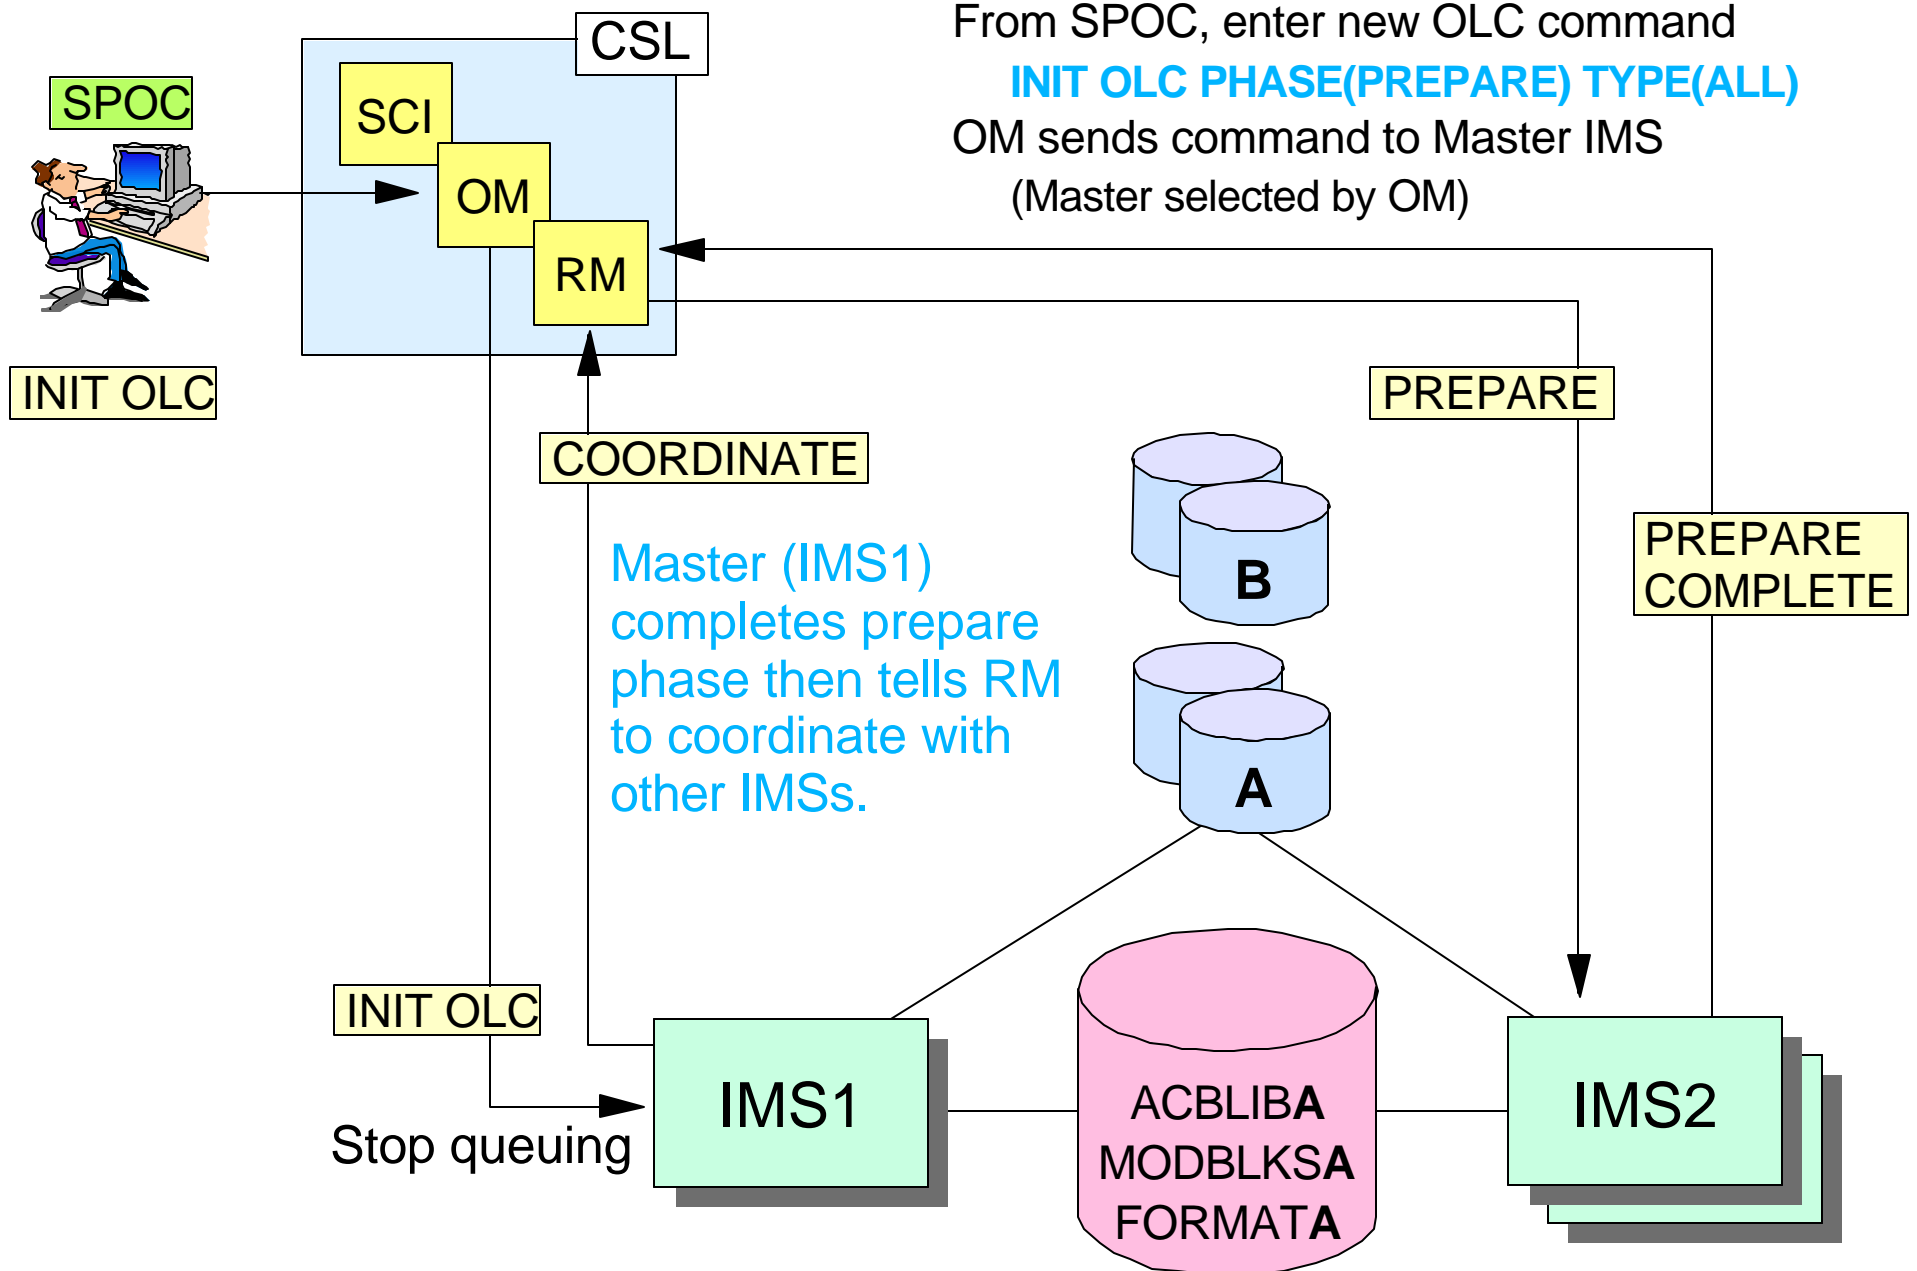 From SPOC, enter new OLC command
INIT OLC PHASE(PREPARE) TYPE(ALL)
OM sends command to Master IMS
(Master selected by OM)
CSL
SPOC
SCI
OM
RM
INIT OLC
PREPARE
COORDINATE
PREPARE
COMPLETE
Master (IMS1)
completes prepare
phase then tells RM
to coordinate with
other IMSs.
B
A
INIT OLC
Stop queuing
IMS1
ACBLIBA
MODBLKSA
FORMATA
IMS2